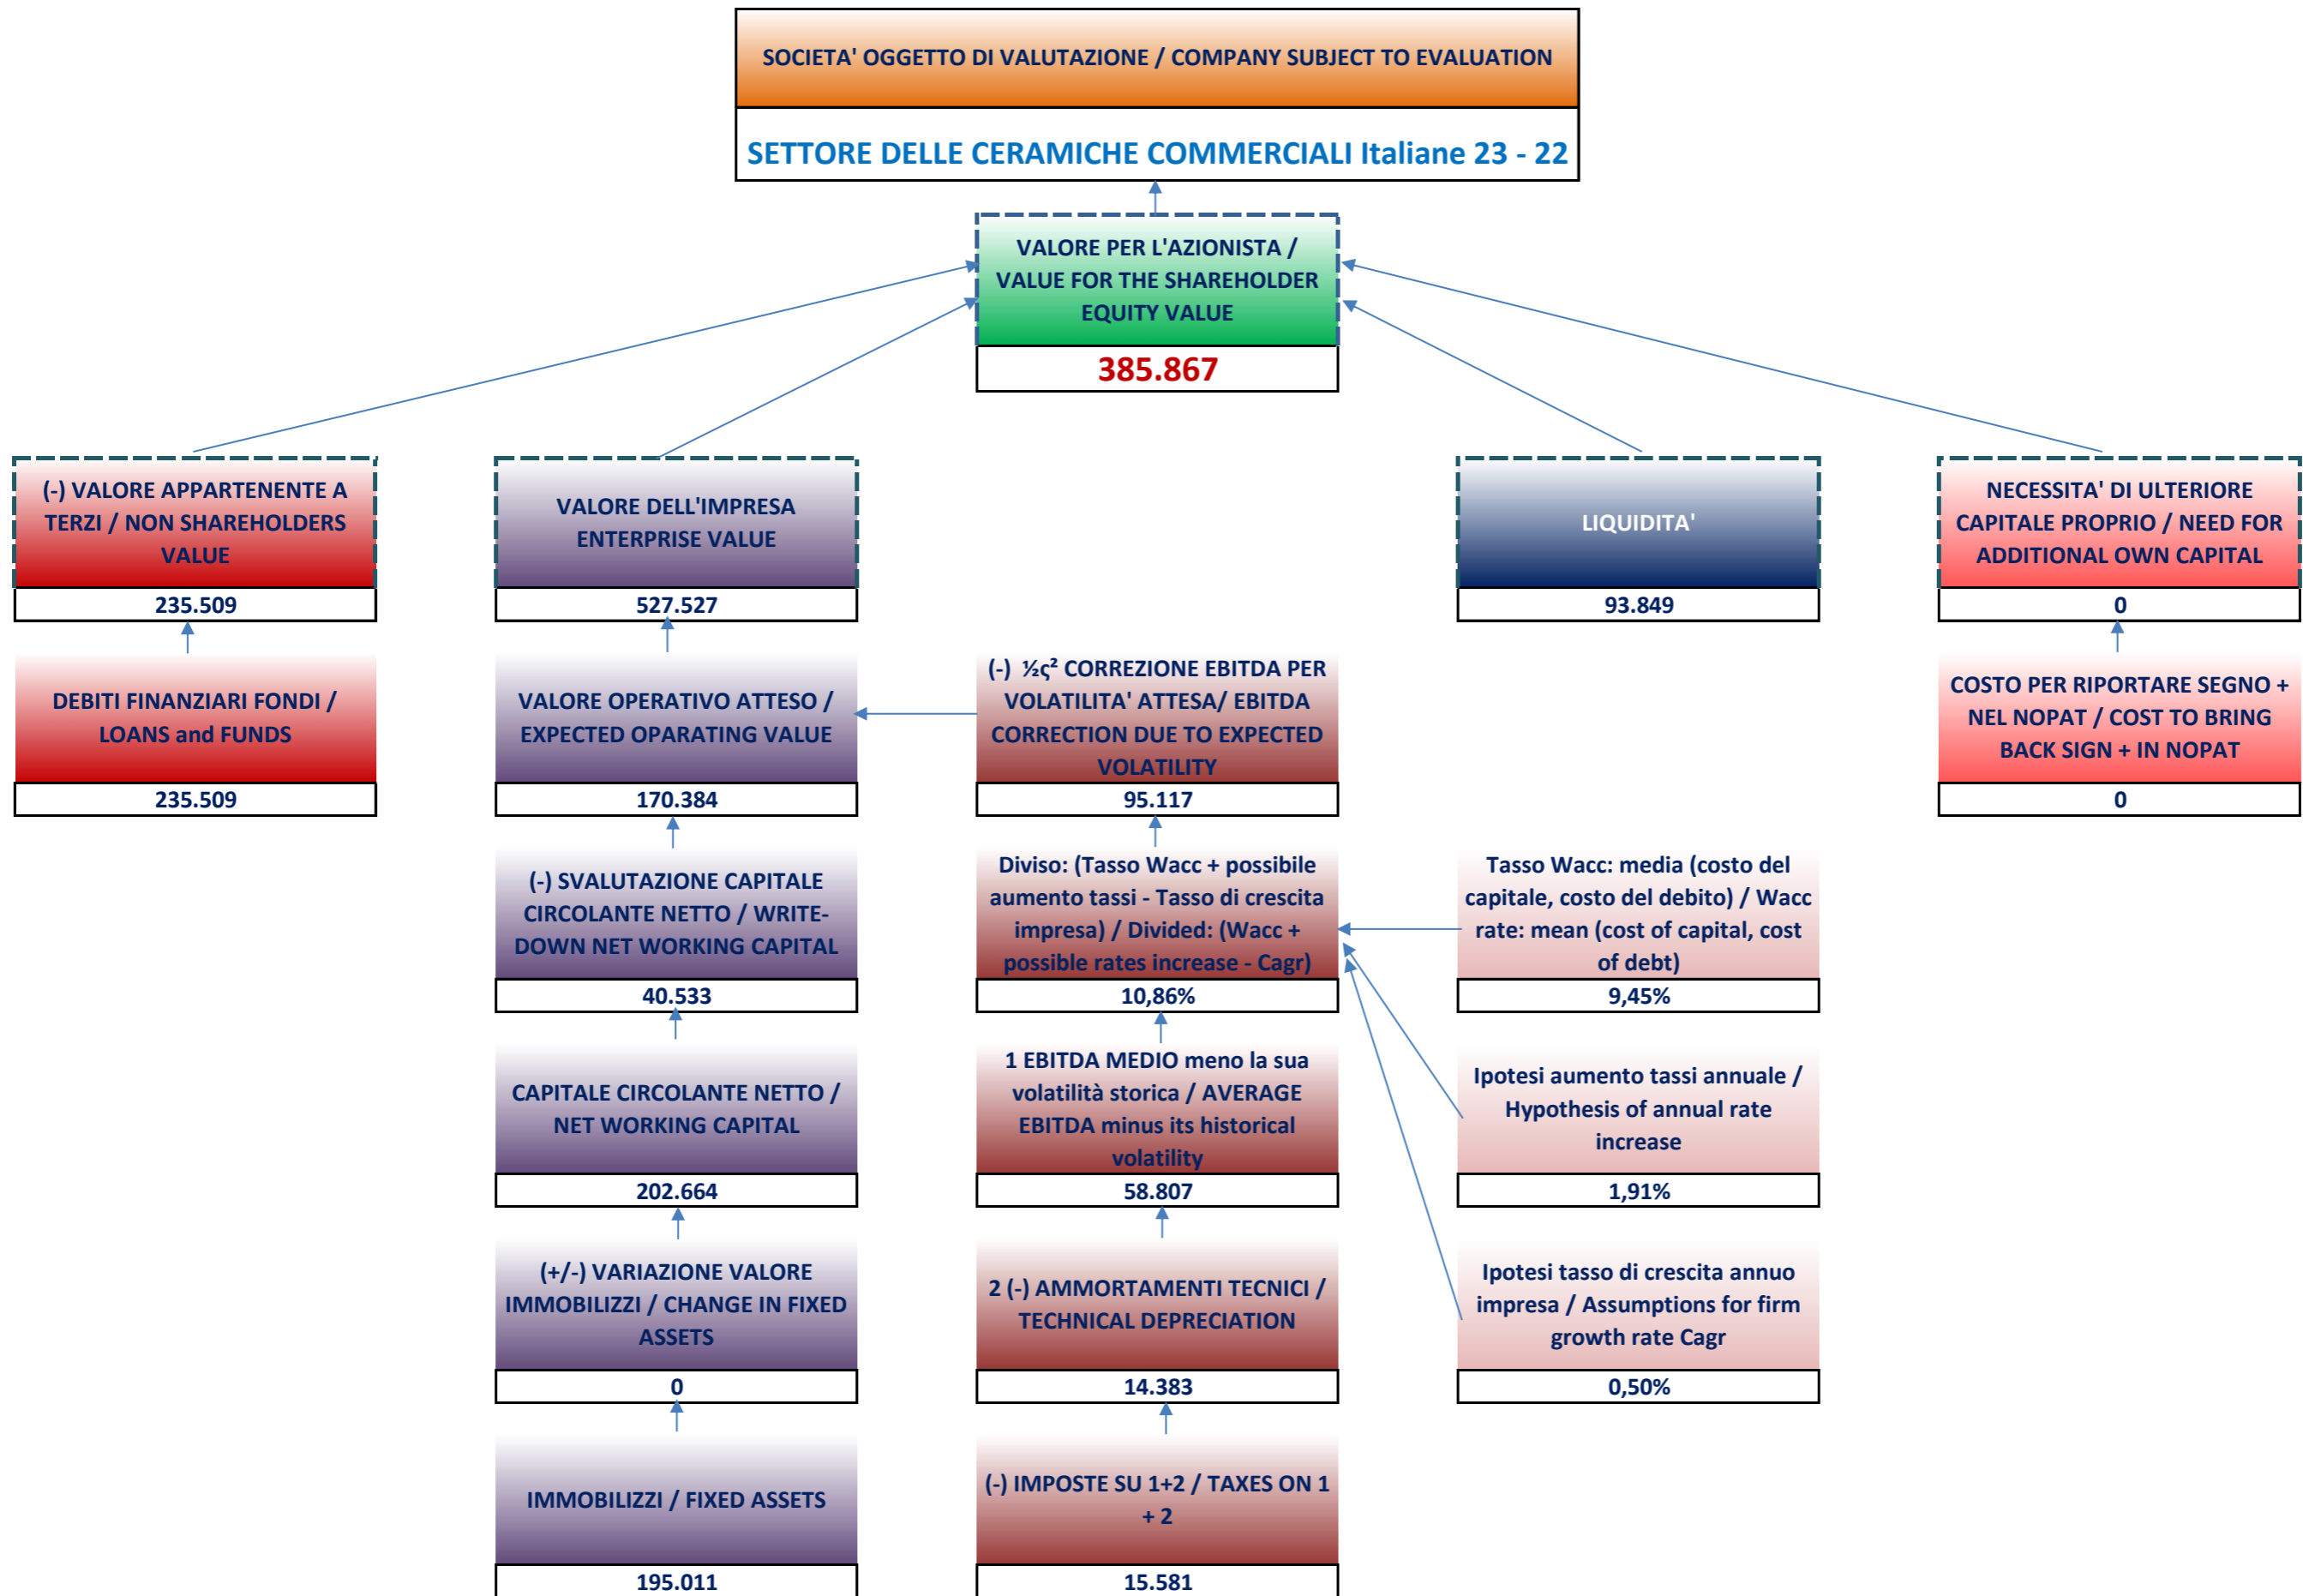 SOCIETA' OGGETTO DI VALUTAZIONE / COMPANY SUBJECT TO EVALUATION
SETTORE DELLE CERAMICHE COMMERCIALI Italiane 23 - 22
VALORE PER L'AZIONISTA /
VALUE FOR THE SHAREHOLDER
EQUITY VALUE
385.867
(-) VALORE APPARTENENTE A
TERZI / NON SHAREHOLDERS
VALUE
235.509
VALORE DELL'IMPRESA
ENTERPRISE VALUE
527.527
LIQUIDITA'
93.849
NECESSITA' DI ULTERIORE
CAPITALE PROPRIO / NEED FOR
ADDITIONAL OWN CAPITAL
0
DEBITI FINANZIARI FONDI /
LOANS and FUNDS
235.509
VALORE OPERATIVO ATTESO /
EXPECTED OPARATING VALUE
170.384
(-) ½ς² CORREZIONE EBITDA PER
VOLATILITA' ATTESA/ EBITDA
CORRECTION DUE TO EXPECTED
VOLATILITY
95.117
COSTO PER RIPORTARE SEGNO +
NEL NOPAT / COST TO BRING
BACK SIGN + IN NOPAT
0
(-) SVALUTAZIONE CAPITALE
CIRCOLANTE NETTO / WRITE-
DOWN NET WORKING CAPITAL
40.533
Diviso: (Tasso Wacc + possibile
aumento tassi - Tasso di crescita
impresa) / Divided: (Wacc +
possible rates increase - Cagr)
10,86%
Tasso Wacc: media (costo del
capitale, costo del debito) / Wacc
rate: mean (cost of capital, cost
of debt)
9,45%
CAPITALE CIRCOLANTE NETTO /
NET WORKING CAPITAL
202.664
1 EBITDA MEDIO meno la sua
volatilità storica / AVERAGE
EBITDA minus its historical
volatility
58.807
Ipotesi aumento tassi annuale /
Hypothesis of annual rate
increase
1,91%
(+/-) VARIAZIONE VALORE
IMMOBILIZZI / CHANGE IN FIXED
ASSETS
0
2 (-) AMMORTAMENTI TECNICI /
TECHNICAL DEPRECIATION
14.383
Ipotesi tasso di crescita annuo
impresa / Assumptions for firm
growth rate Cagr
0,50%
IMMOBILIZZI / FIXED ASSETS
195.011
(-) IMPOSTE SU 1+2 / TAXES ON 1
+ 2
15.581